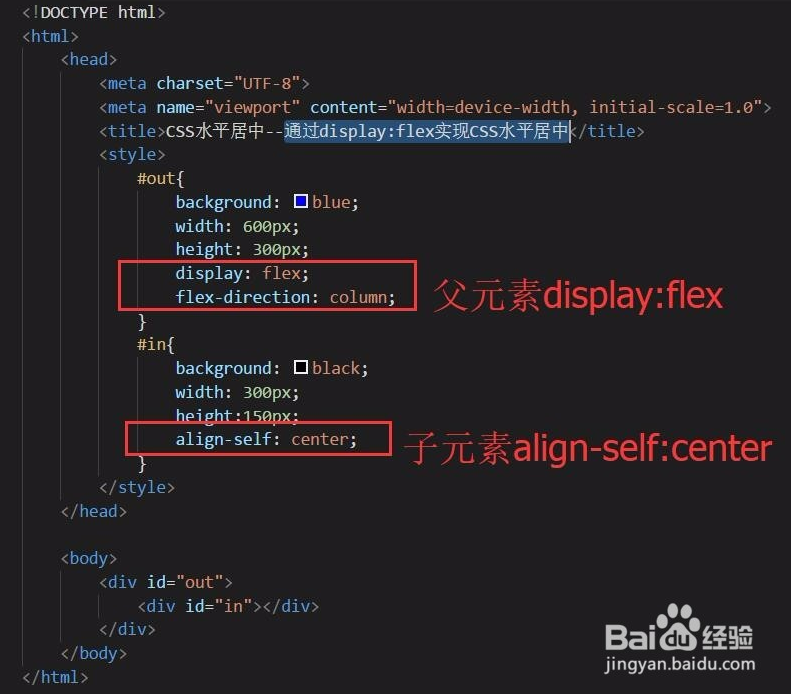 <!DOCTYPE html>
<html>
<head>
<meta charset="UTF-8">
<meta name="viewport" content="width=device-width, initial-scale=1.0">
<title>CSS水平居中--通过display:flex实现CSS水平居中</title>
<style>
#out{
background: blue;
width: 600px;
height: 300px;
display: flex;
flex-direction: column;
父元素display:flex
}
#in{
background: black;
width: 300px;
height:150px;
align-self: center;
子元素align-self:center
}
</style>
</head>
<body>
<div id="out">
<div id="in"></div>
</div>
</body>
</html>
Baidu经验
jingyan.baidu.com